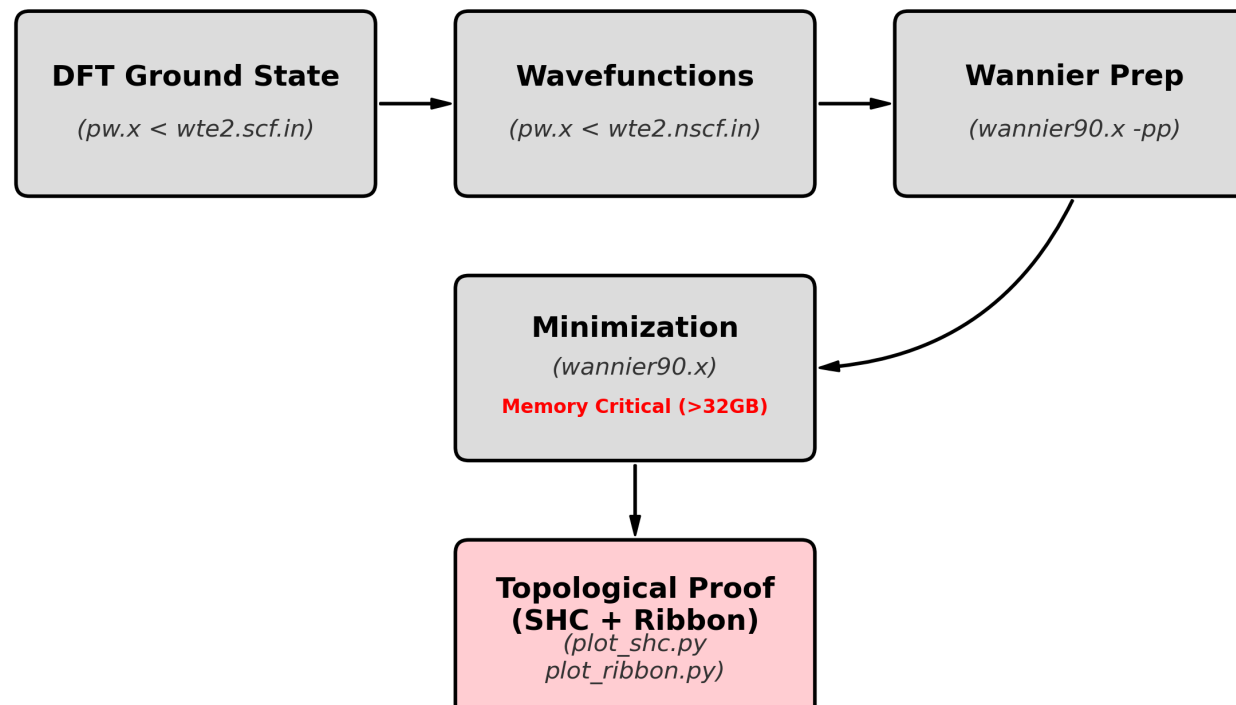 DFT Ground State
(pw.x < wte2.scf.in)
Wavefunctions
(pw.x < wte2.nscf.in)
Wannier Prep
(wannier90.x -pp)
Minimization
(wannier90.x)
Memory Critical (>32GB)
Topological Proof
(SHC + Ribbon)
(plot_shc.py
plot_ribbon.py)